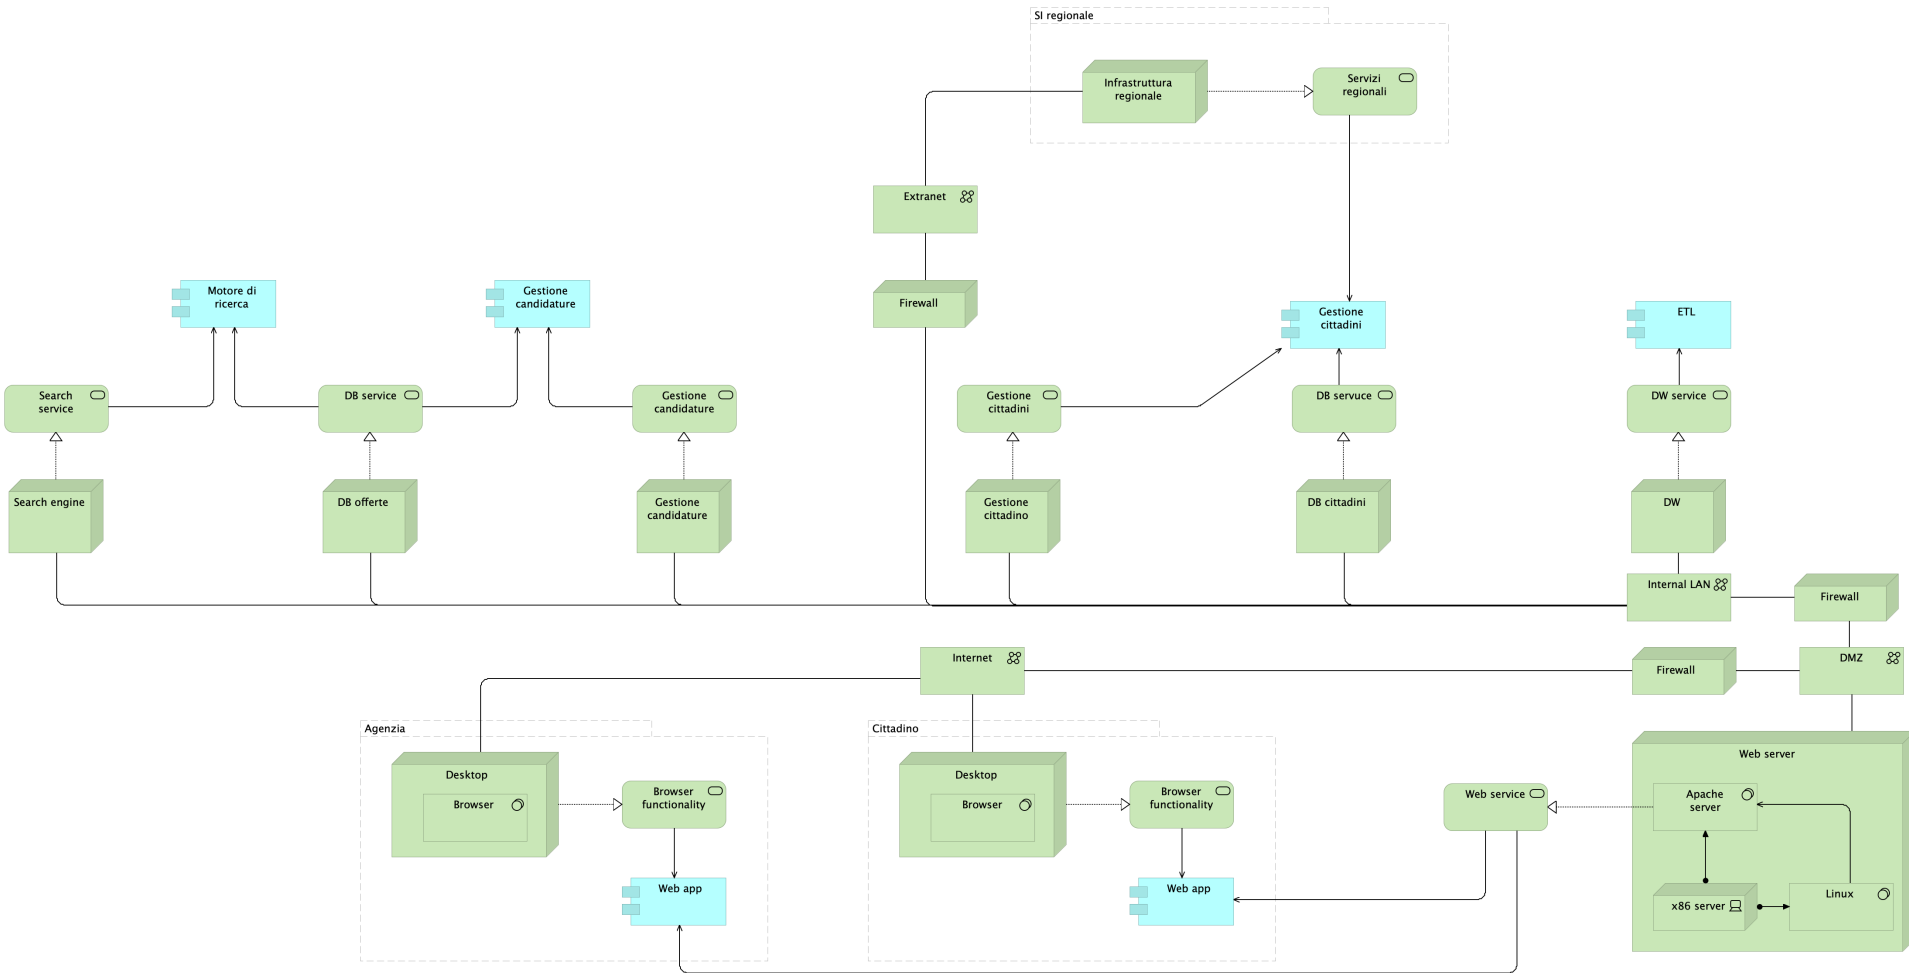 SI regionale
Infrastruttura
regionale
Servizi
regionali
Extranet
Motore di
ricerca
Gestione
candidature
Firewall
Gestione
cittadini
ETL
Search
service
DB service
Gestione
candidature
Gestione
cittadini
DB servuce
DW service
Search engine
DB offerte
Gestione
candidature
Gestione
cittadino
DB cittadini
DW
Internal LAN
Firewall
Internet
Firewall
DMZ
Agenzia
Cittadino
Desktop
Browser
Browser
functionality
Desktop
Browser
Browser
functionality
Web service
Web server
Apache
server
Web app
Web app
x86 server
Linux